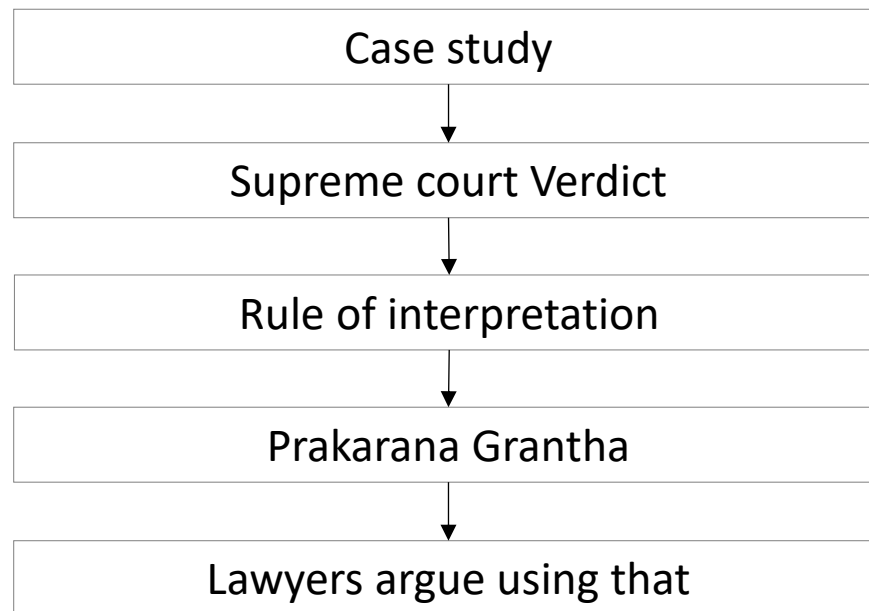 Case study
Supreme court Verdict
Rule of interpretation
Prakarana Grantha
Lawyers argue using that